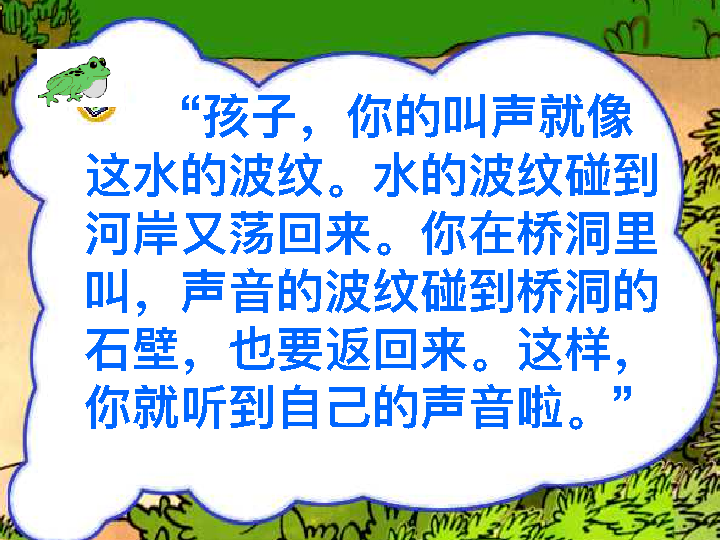 “孩子，你的叫声就像
这水的波纹。水的波纹碰到
河岸又荡回来。你在桥洞里
叫，声音的波纹碰到桥洞的
石壁，也要返回来。这样，
你就听到自己的声音啦。”